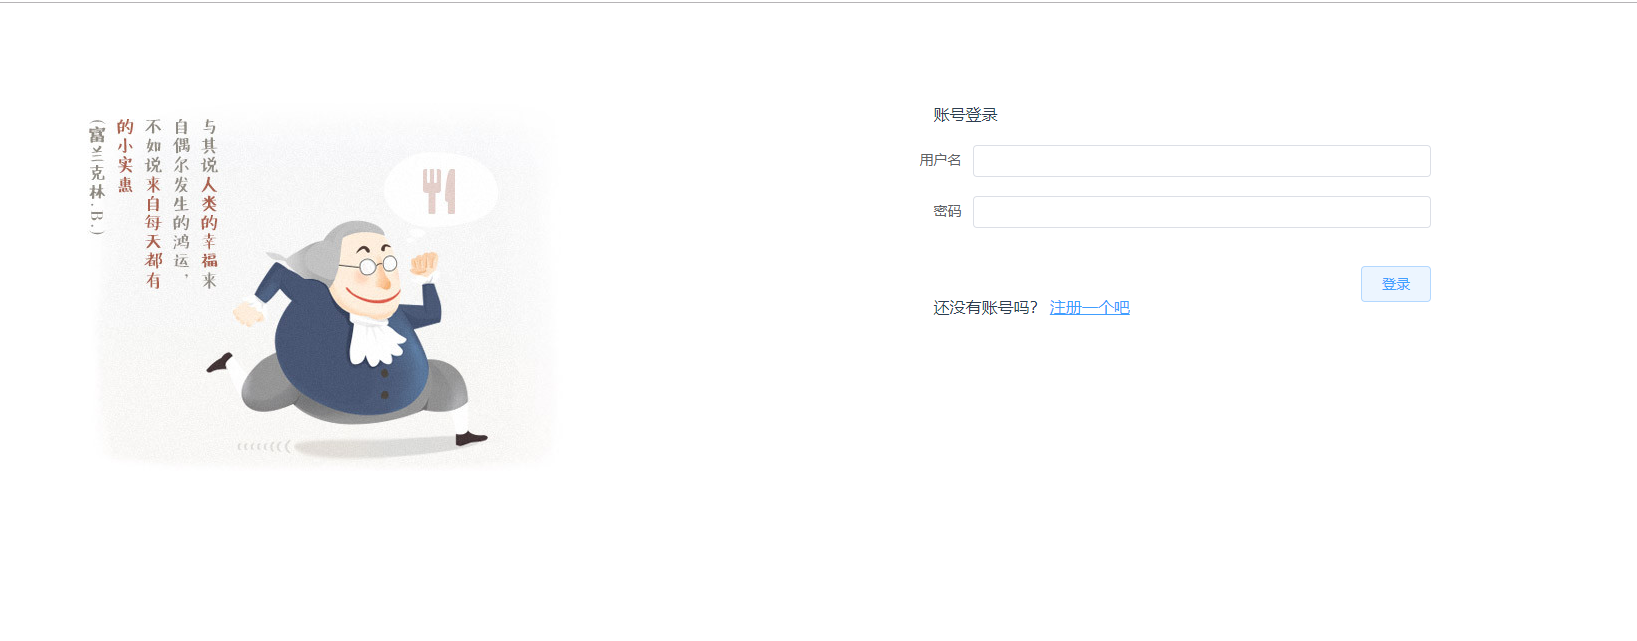 与其说人类的幸福来
自偶尔发生的鸿运，
不如说来自每天都有
的小实惠
(富兰克林.B.)
账号登录
用户名
密码
登录
还没有账号吗？ 注册一个吧